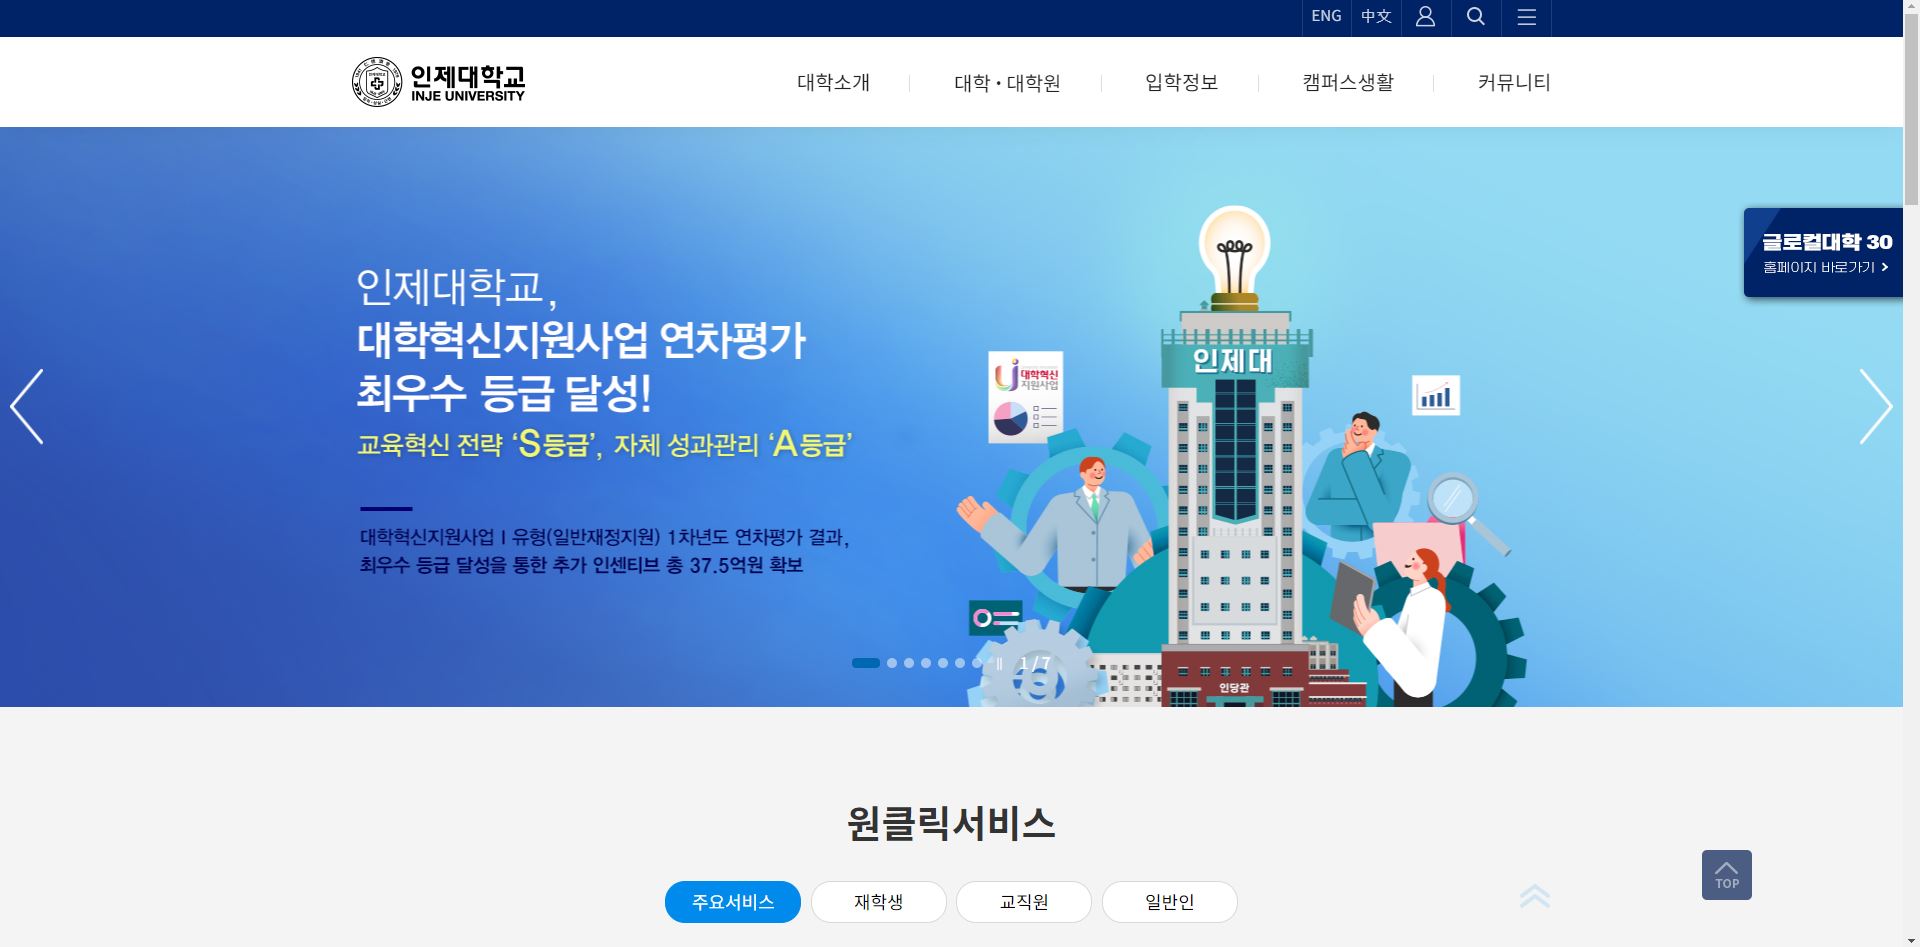 ENG 中文
인제대학교
INJE UNIVERSITY
대학소개 대학 · 대학원 입학정보 캠퍼스생활 커뮤니티
글로컬대학 30
홈페이지 바로가기
인제대학교,
대학혁신지원사업 연차평가
최우수 등급 달성!
교육혁신 전략 ‘S등급’, 자체 성과관리 ‘A등급’
대학혁신지원사업 I 유형(일반재정지원) 1차년도 연차평가 결과,
최우수 등급 달성을 통한 추가 인센티브 총 37.5억원 확보
인제대
대학혁신
지원사업
인당관
1 / 7
원클릭서비스
주요서비스 재학생 교직원 일반인
TOP